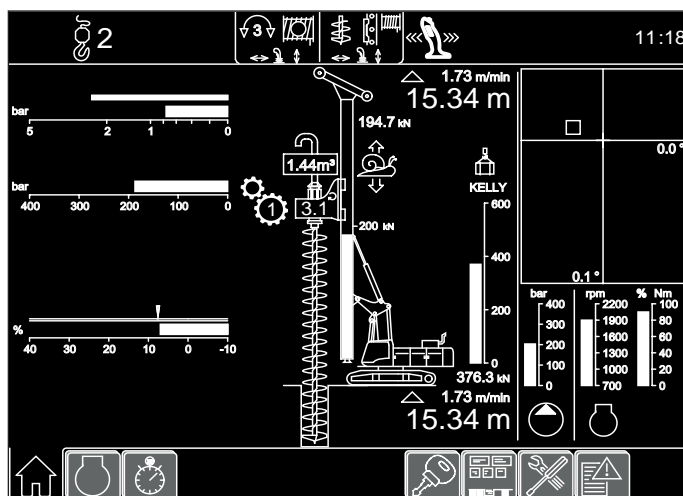 2
3
11:18
1.73 m/min
15.34 m
bar
5 2 1 0
194.7 kN
1.44m³
0.0 °
bar
400 300 200 100 0
1
3.1
KELLY
600
200 kN
400
200
0
0.1 °
376.3 kN
%
40 30 20 10 0 -10
1.73 m/min
15.34 m
bar
400
300
200
100
0
rpm
2200
1900
1600
1300
1000
700
% Nm
100
80
60
40
20
0